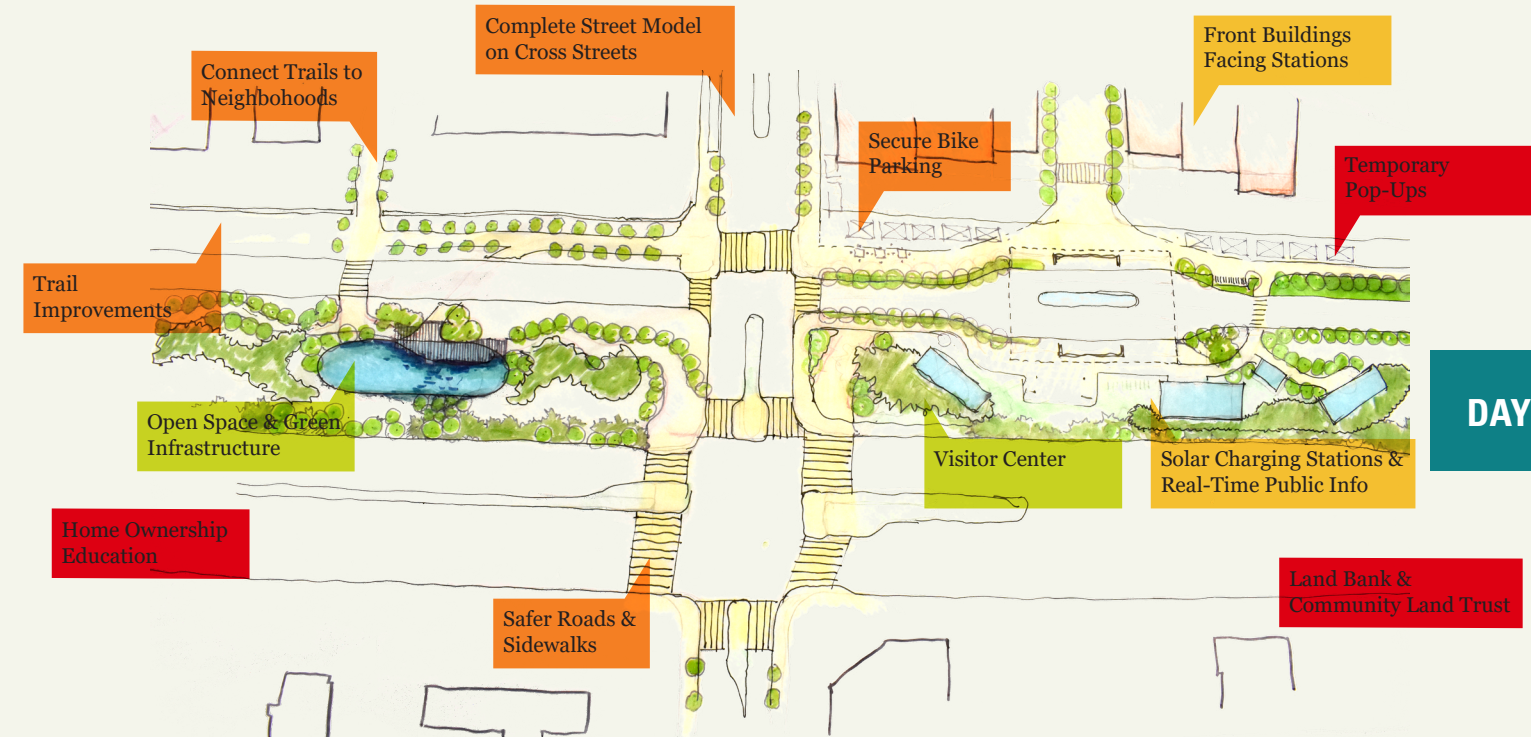 Complete Street Model
on Cross Streets
Front Buildings
Facing Stations
Connect Trails to
Neighbohoods
Secure Bike
Parking
Temporary
Pop-Ups
Trail
Improvements
DAY
Open Space & Green
Infrastructure
Visitor Center
Solar Charging Stations &
Real-Time Public Info
Home Ownership
Education
Land Bank &
Community Land Trust
Safer Roads &
Sidewalks